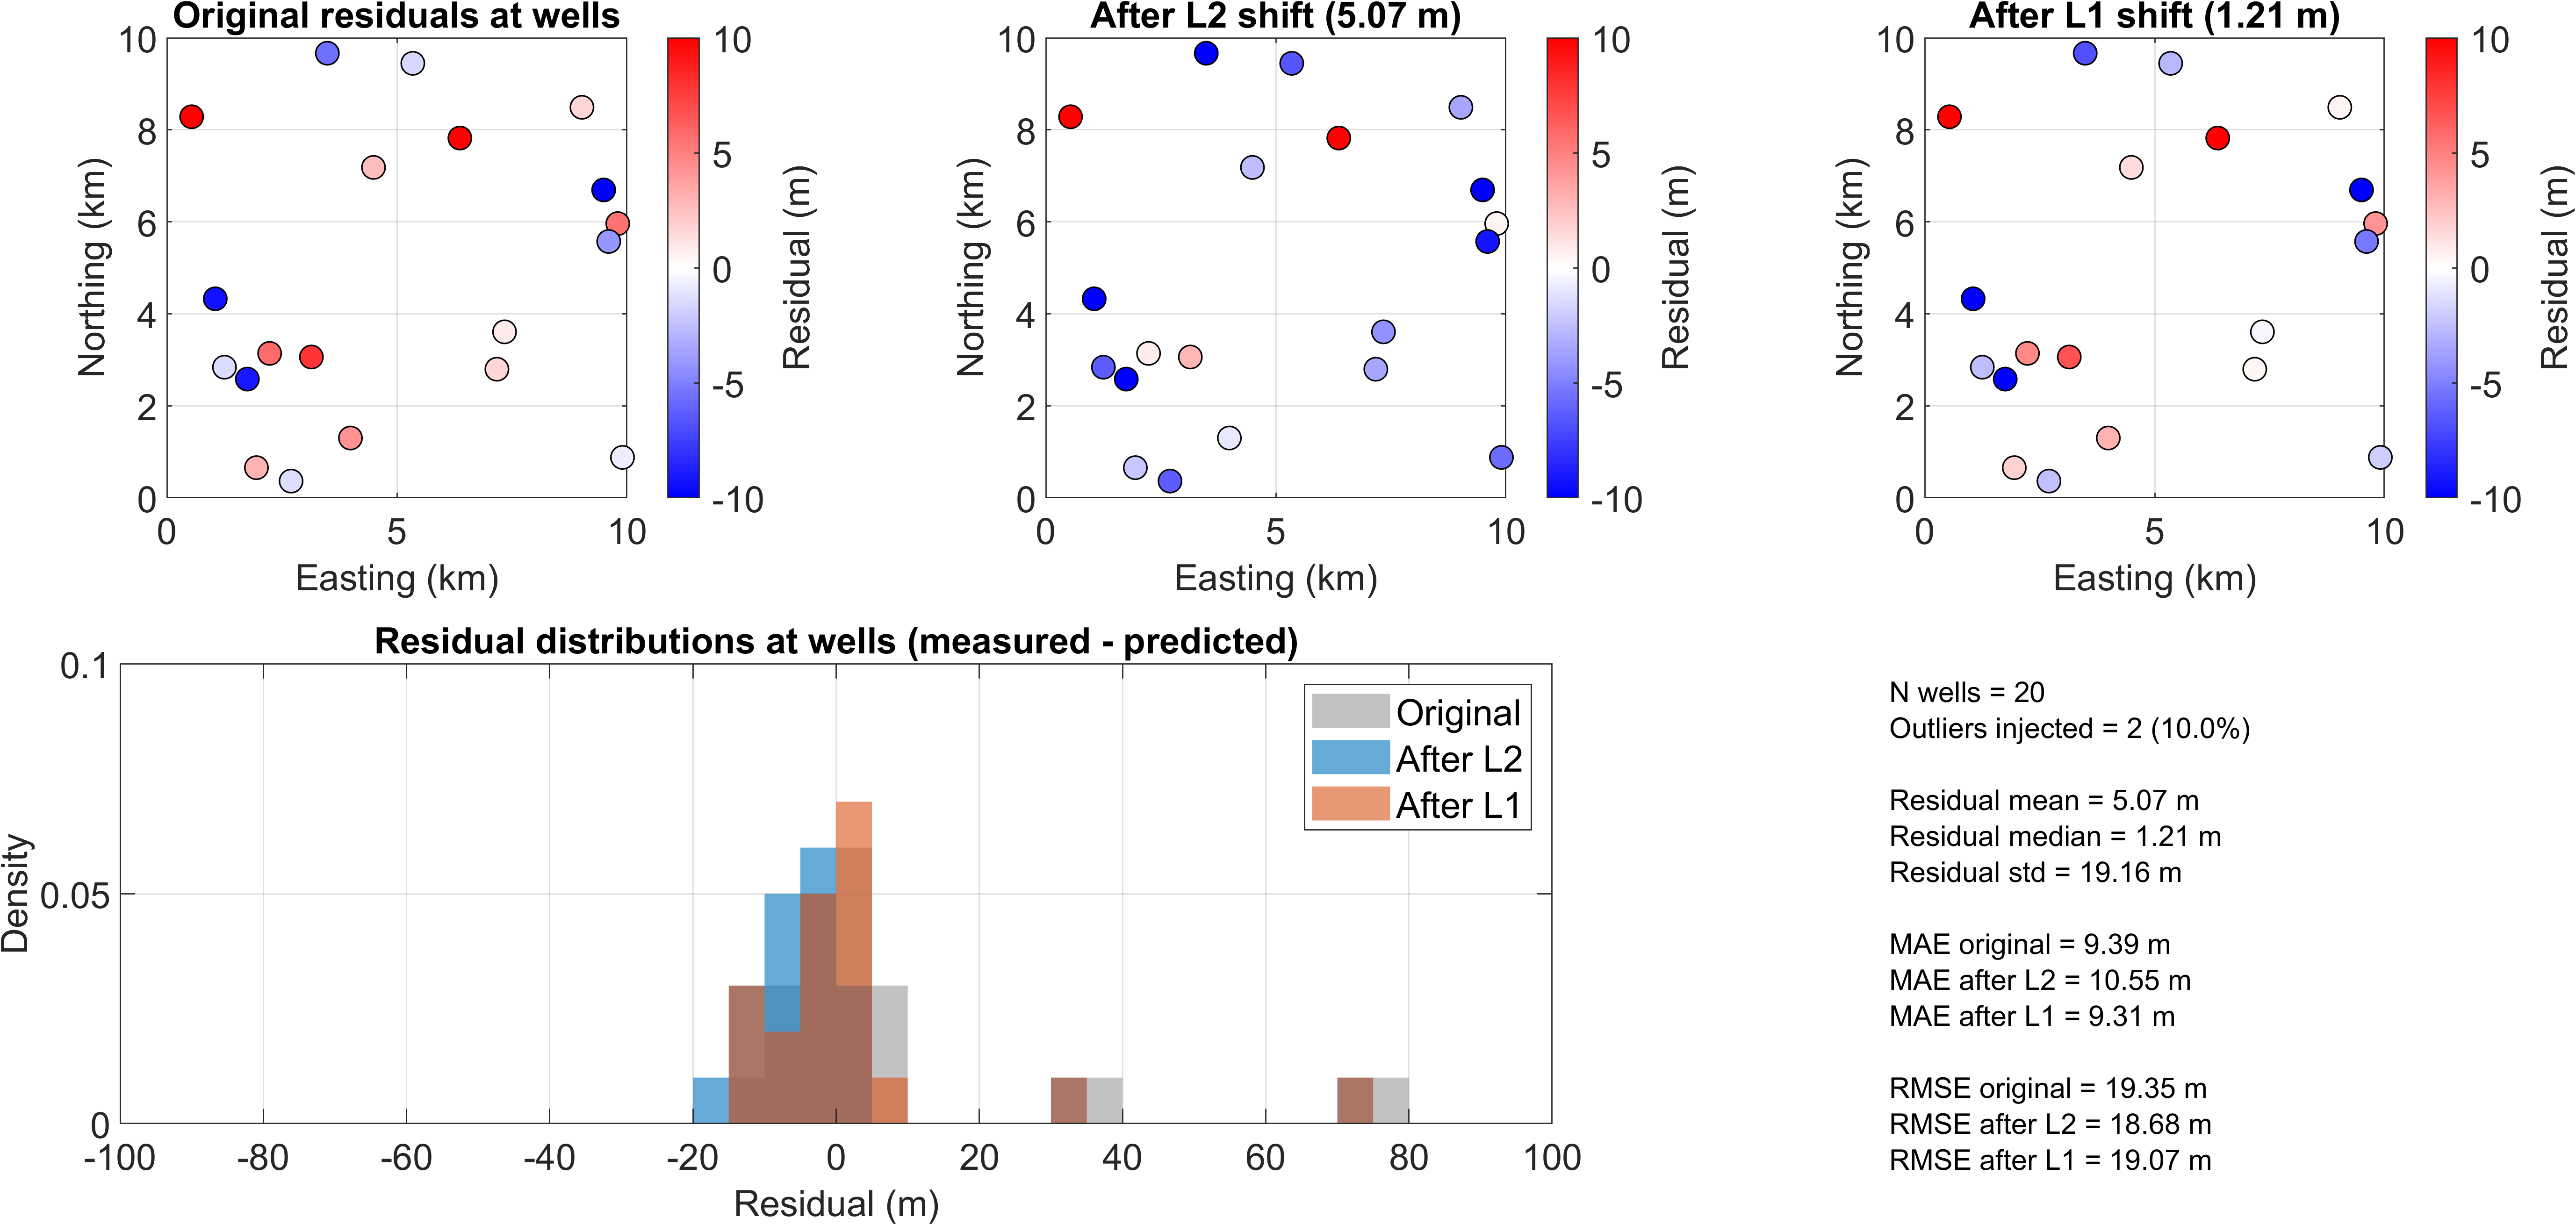 Original residuals at wells
10
8
6
4
2
0
0
5
10
Northing (km)
Easting (km)
10
5
0
-5
-10
Residual (m)
After L2 shift (5.07 m)
10
8
6
4
2
0
0
5
10
Northing (km)
Easting (km)
10
5
0
-5
-10
Residual (m)
After L1 shift (1.21 m)
10
8
6
4
2
0
0
5
10
Northing (km)
Easting (km)
10
5
0
-5
-10
Residual (m)
Residual distributions at wells (measured - predicted)
0.1
0.05
0
Density
-100
-80
-60
-40
-20
0
20
40
60
80
100
Residual (m)
Original
After L2
After L1
N wells = 20
Outliers injected = 2 (10.0%)
Residual mean = 5.07 m
Residual median = 1.21 m
Residual std = 19.16 m
MAE original = 9.39 m
MAE after L2 = 10.55 m
MAE after L1 = 9.31 m
RMSE original = 19.35 m
RMSE after L2 = 18.68 m
RMSE after L1 = 19.07 m